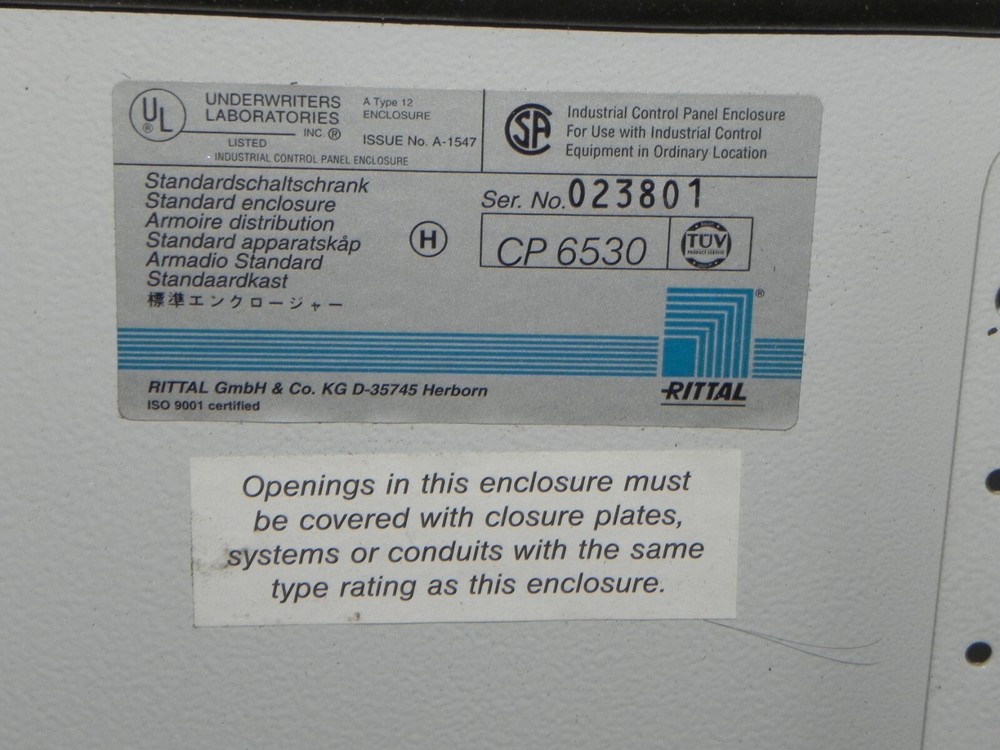 UL ®
UNDERWRITERS
LABORATORIES
INC. ®
LISTED
INDUSTRIAL CONTROL PANEL ENCLOSURE
A Type 12
ENCLOSURE
ISSUE No. A-1547
SA
Industrial Control Panel Enclosure
For Use with Industrial Control
Equipment in Ordinary Location
Standardschaltschrank
Standard enclosure
Armoire distribution
Standard apparatskåp
Armadio Standard
Standaardkast
標準エンクロージャー
H
Ser. No. 023801
CP 6530
TÜV
PRODUCT SERVICE
®
RITTAL
RITTAL GmbH & Co. KG D-35745 Herborn
ISO 9001 certified
Openings in this enclosure must
be covered with closure plates,
systems or conduits with the same
type rating as this enclosure.